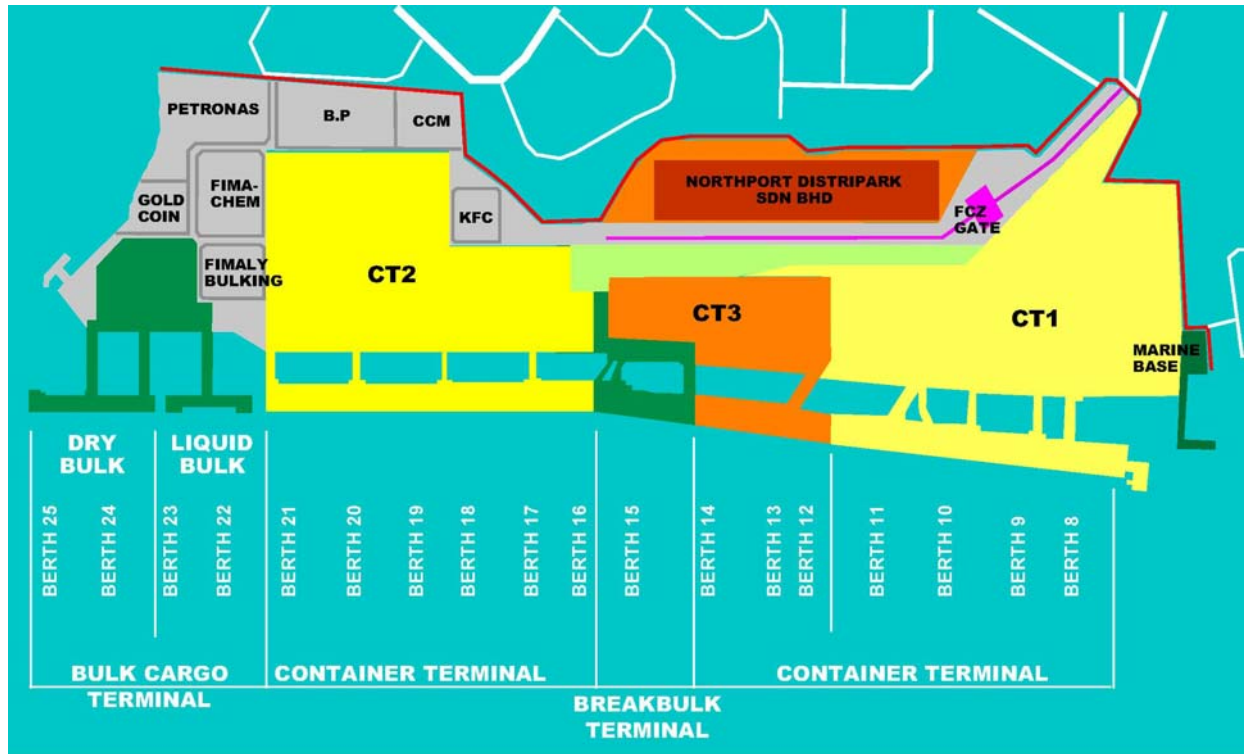 PETRONAS
B.P
CCM
GOLD
COIN
FIMA-
CHEM
KFC
FIMALY
BULKING
NORTHPORT DISTRIPARK
SDN BHD
FCZ
GATE
CT2
CT3
CT1
MARINE
BASE
DRY
BULK
LIQUID
BULK
BERTH 25
BERTH 24
BERTH 23
BERTH 22
BERTH 21
BERTH 20
BERTH 19
BERTH 18
BERTH 17
BERTH 16
BERTH 15
BERTH 14
BERTH 13
BERTH 12
BERTH 11
BERTH 10
BERTH 9
BERTH 8
BULK CARGO
TERMINAL
CONTAINER TERMINAL
BREAKBULK
TERMINAL
CONTAINER TERMINAL